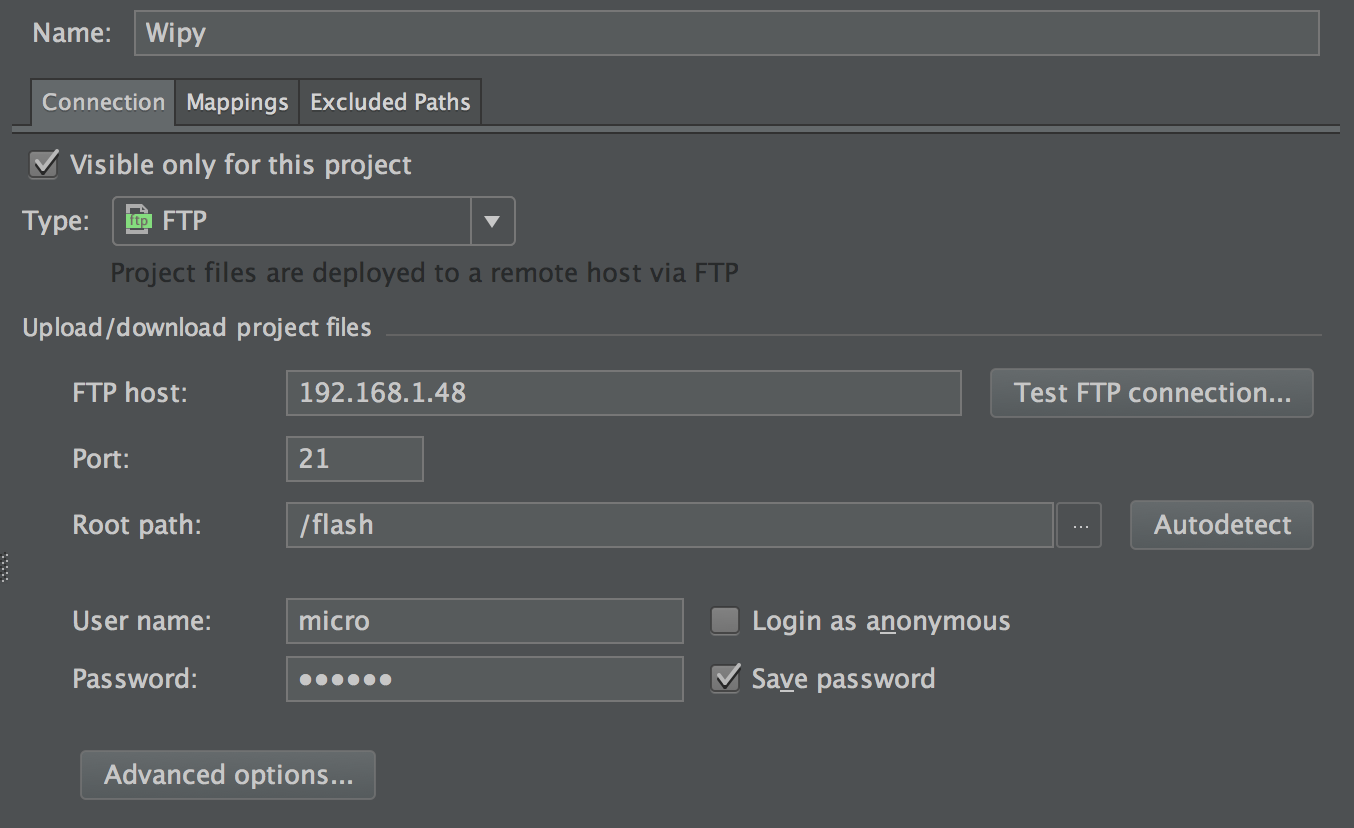 Name: Wipy
Connection Mappings Excluded Paths
Visible only for this project
Type: ftp FTP
Project files are deployed to a remote host via FTP
Upload/download project files
FTP host: 192.168.1.48 Test FTP connection...
Port: 21
Root path: /flash ... Autodetect
User name: micro Login as anonymous
Password: •••••• Save password
Advanced options...